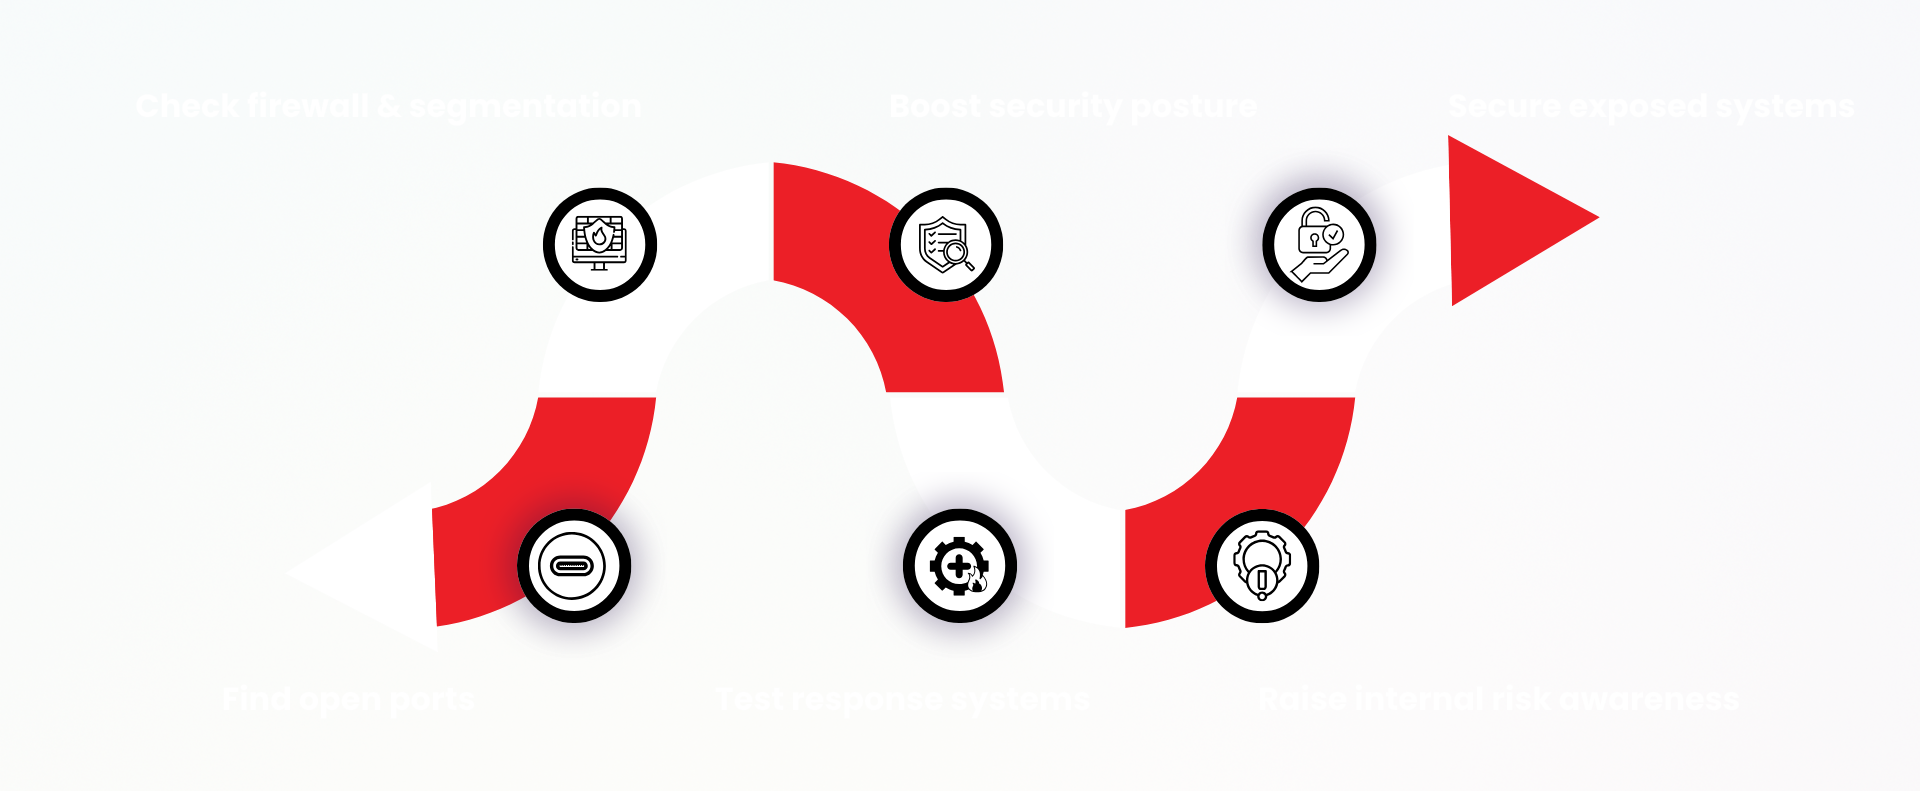 Check firewall & segmentation
Boost security posture
Secure exposed systems
Find open ports
Test response systems
Raise internal risk awareness